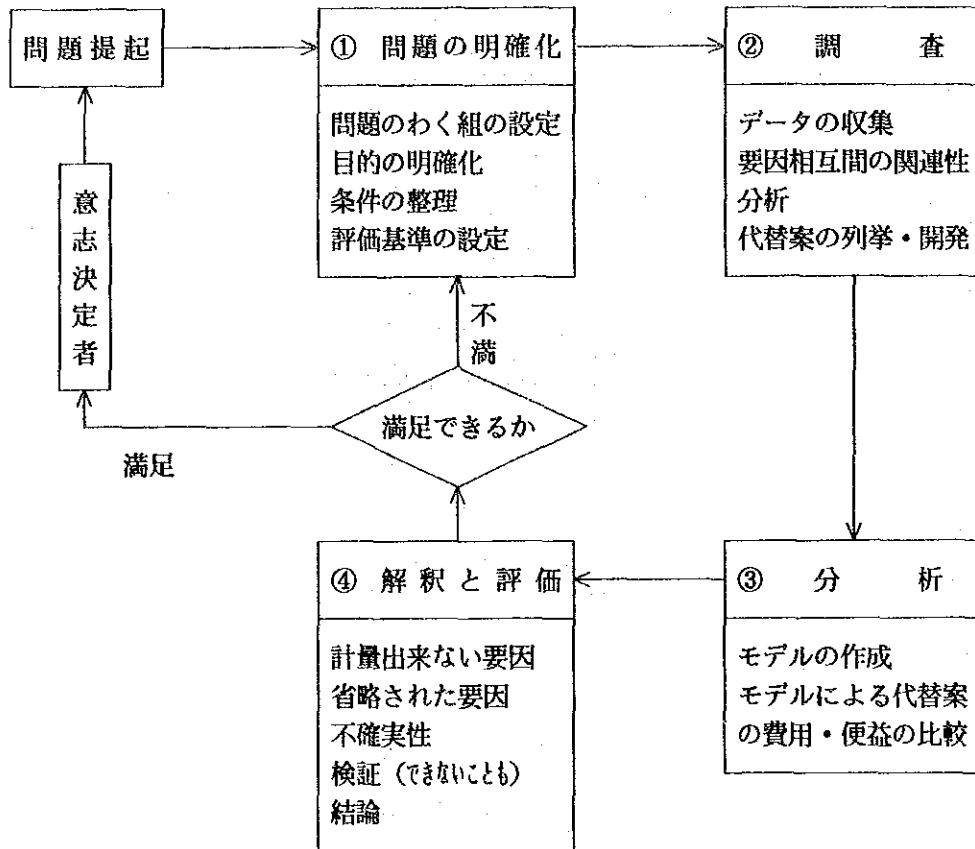 問題提起
① 問題の明確化
問題のわく組の設定
目的の明確化
条件の整理
評価基準の設定
② 調査
データの収集
要因相互間の関連性
分析
代替案の列挙・開発
③ 分析
モデルの作成
モデルによる代替案
の費用・便益の比較
④ 解釈と評価
計量出来ない要因
省略された要因
不確実性
検証（できないことも）
結論
満足できるか
不満
満足
意志決定者